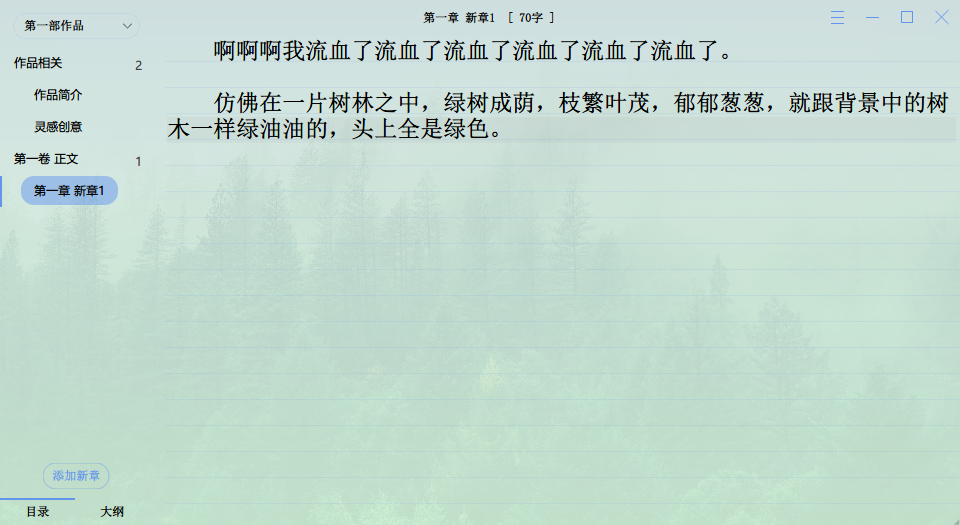 第一部作品
第一章 新章1 [ 70字 ]
作品相关 2
作品简介
灵感创意
第一卷 正文 1
第一章 新章1
啊啊啊我流血了流血了流血了流血了流血了流血了。
仿佛在一片树林之中，绿树成荫，枝繁叶茂，郁郁葱葱，就跟背景中的树
木一样绿油油的，头上全是绿色。
添加新章
目录 大纲